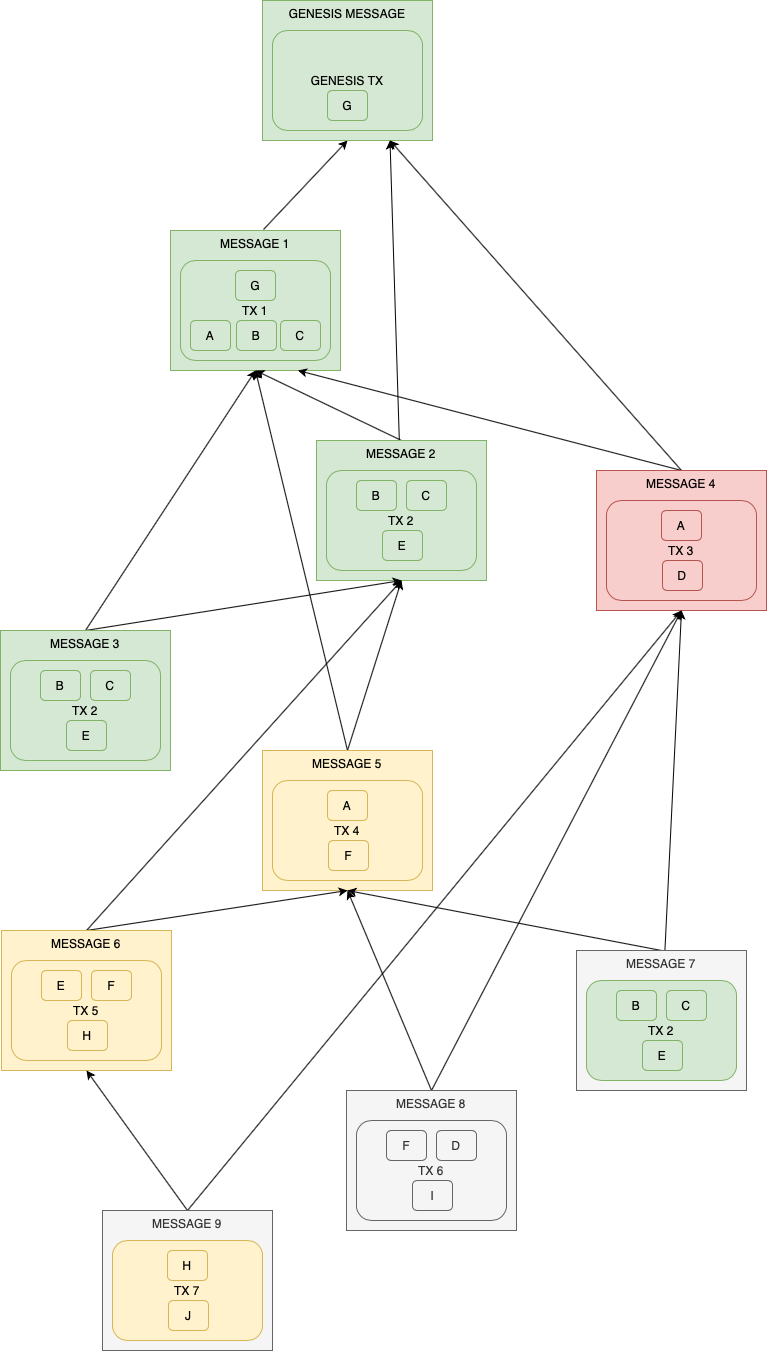 GENESIS MESSAGE
GENESIS TX
G
MESSAGE 1
G
TX 1
A B C
MESSAGE 2
B C
TX 2
E
MESSAGE 4
A
TX 3
D
MESSAGE 3
B C
TX 2
E
MESSAGE 5
A
TX 4
F
MESSAGE 6
E F
TX 5
H
MESSAGE 7
B C
TX 2
E
MESSAGE 8
F D
TX 6
I
MESSAGE 9
H
TX 7
J